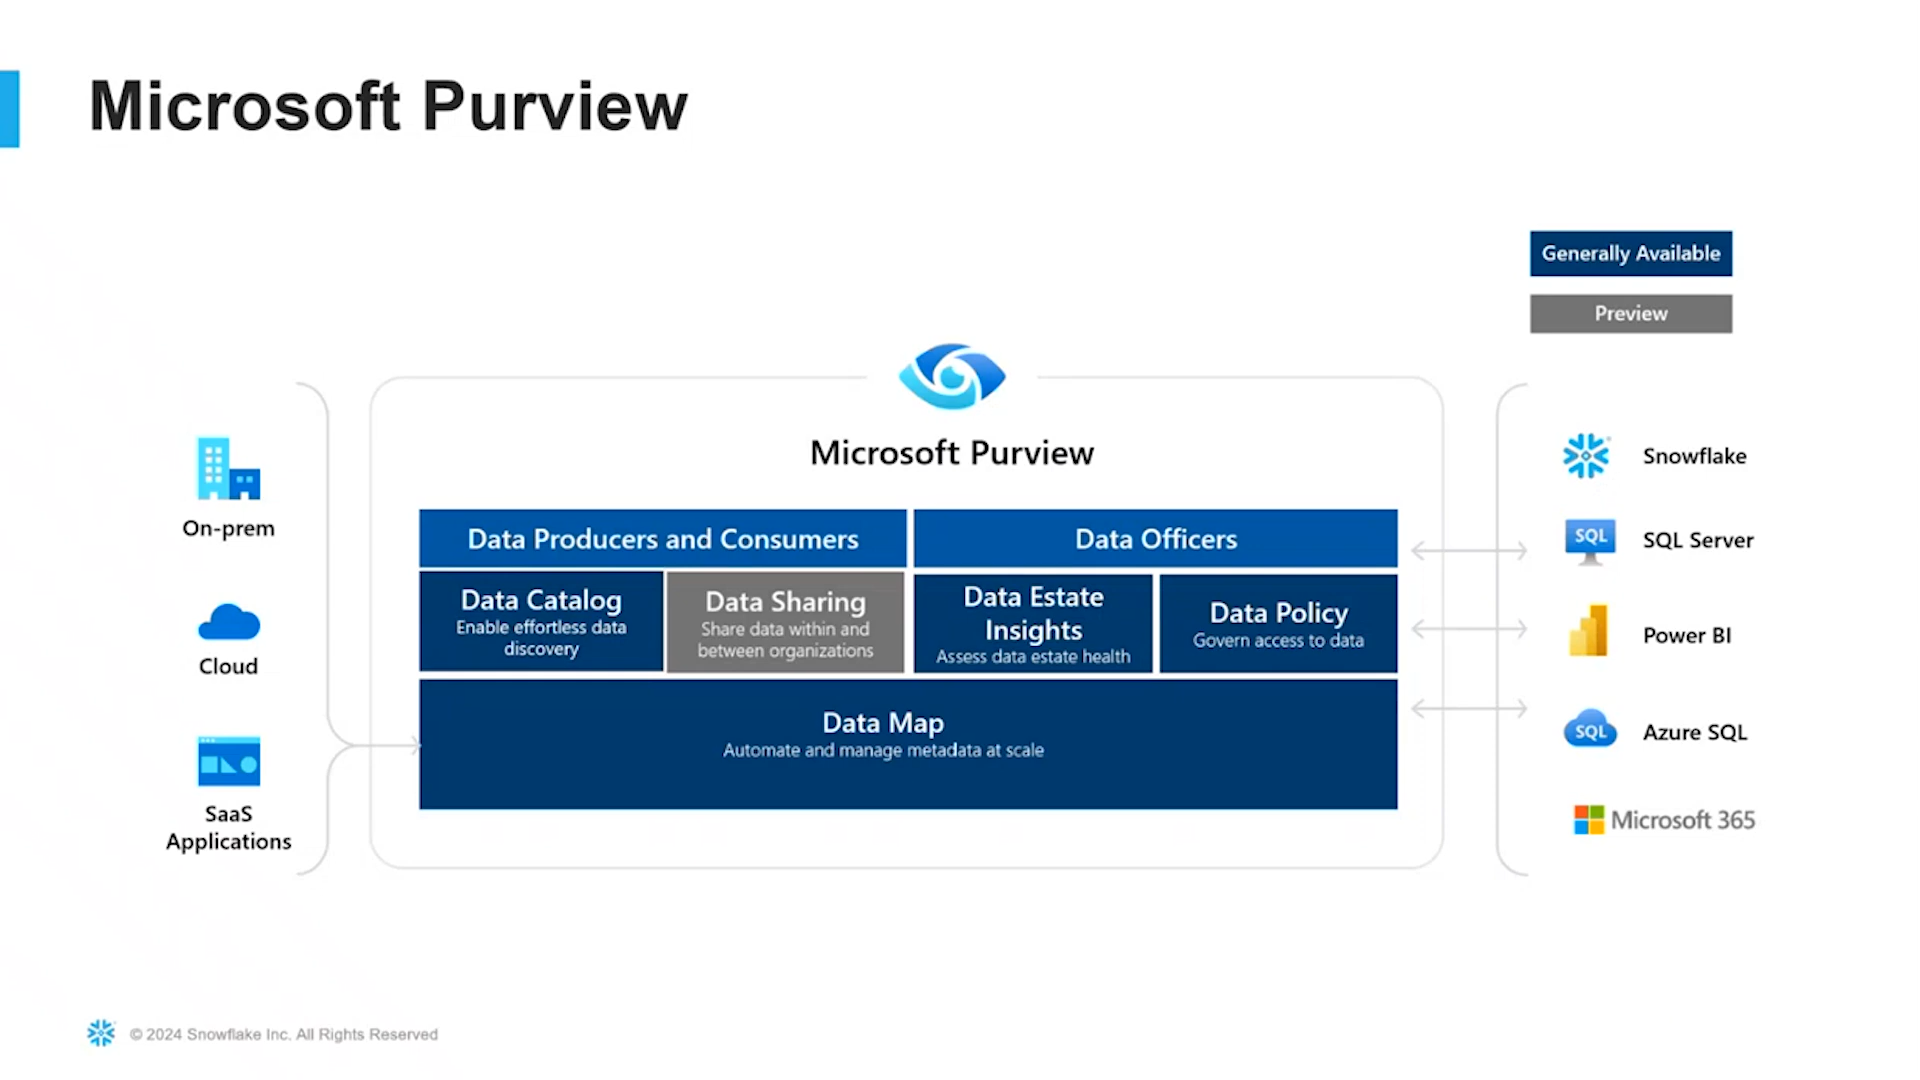 Microsoft Purview
Generally Available
Preview
On-prem
Cloud
SaaS
Applications
Microsoft Purview
Data Producers and Consumers
Data Officers
Data Catalog
Enable effortless data
discovery
Data Sharing
Share data within and
between organizations
Data Estate
Insights
Assess data estate health
Data Policy
Govern access to data
Data Map
Automate and manage metadata at scale
Snowflake
SQL
SQL Server
Power BI
SQL
Azure SQL
Microsoft 365
© 2024 Snowflake Inc. All Rights Reserved